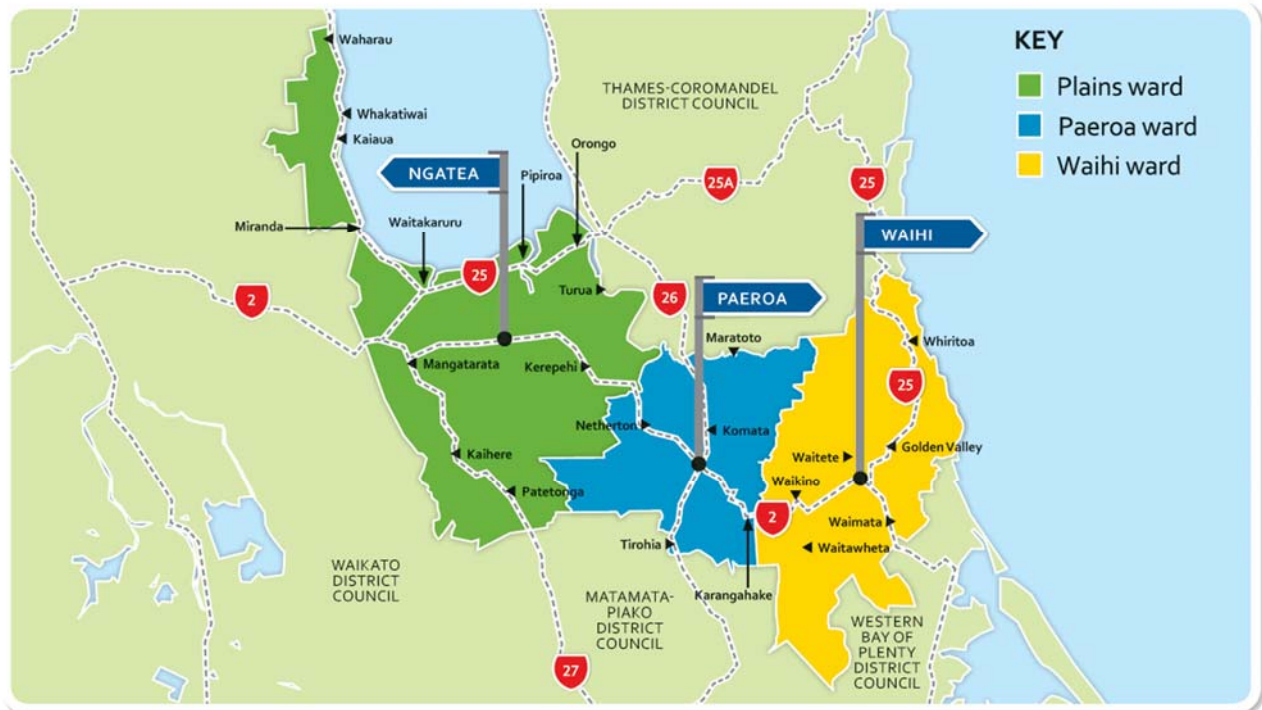 KEY
Plains ward
Paeroa ward
Waihi ward
Waharau
THAMES-COROMANDEL
DISTRICT COUNCIL
Whakatiwai
Kaiaua
Orongo
NGATEA
Pipiroa
25A
25
Miranda
Waitakaruru
WAIHI
25
2
Turua
26
PAEROA
Maratoto
Whiritoa
Mangatarata
Kerepehi
25
Netherton
Komata
Golden Valley
Kaihere
Waitete
Patetonga
Waikino
2
Waimata
Tirohia
Waitawheta
WAIKATO
DISTRICT
COUNCIL
MATAMATA-
PIAKO
DISTRICT
COUNCIL
Karangahake
WESTERN
BAY OF
PLENTY
DISTRICT
COUNCIL
27